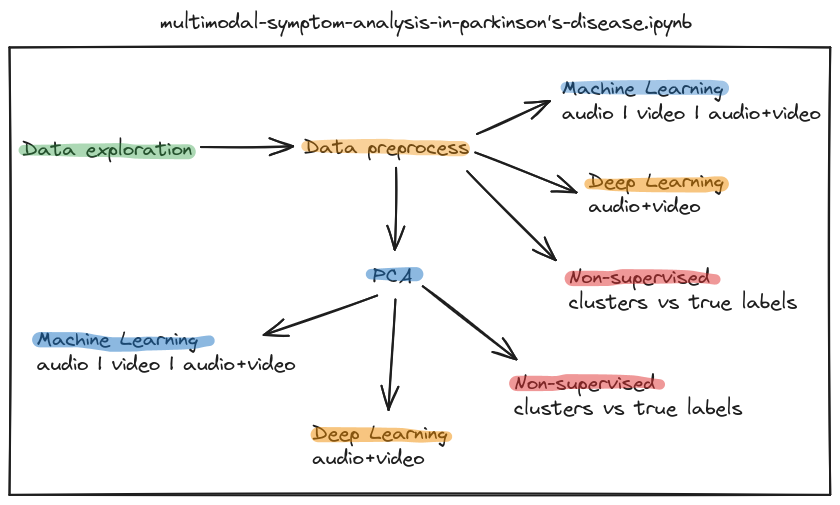 multimodal-symptom-analysis-in-parkinson's-disease.ipynb
Machine Learning
audio | video | audio+video
Data exploration
Data preprocess
Deep Learning
audio+video
PCA
Non-supervised
clusters vs true labels
Machine Learning
audio | video | audio+video
Non-supervised
clusters vs true labels
Deep Learning
audio+video